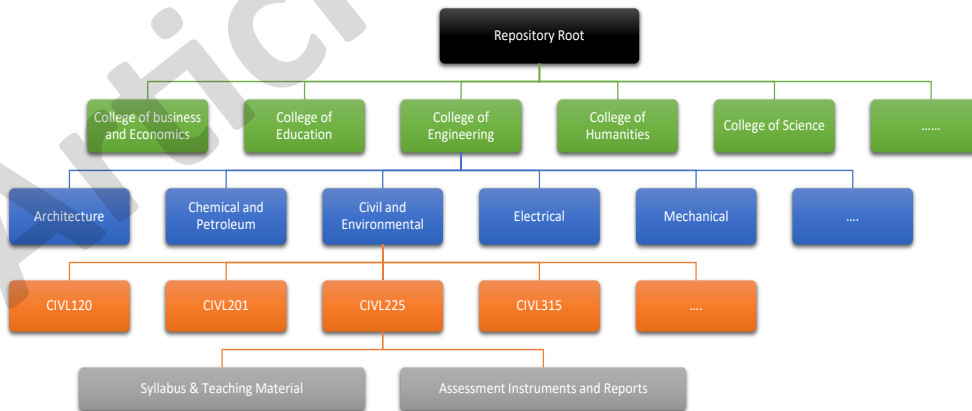 Repository Root
College of business
and Economics
College of
Education
College of
Engineering
College of
Humanities
College of Science
......
Architecture
Chemical and
Petroleum
Civil and
Environmental
Electrical
Mechanical
....
CIVL120
CIVL201
CIVL225
CIVL315
....
Syllabus & Teaching Material
Assessment Instruments and Reports
Artic